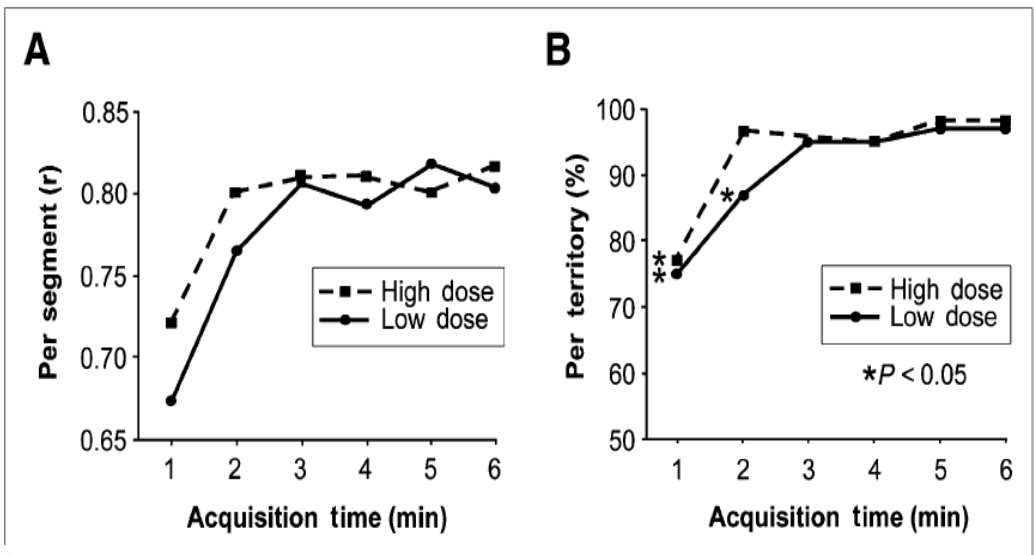 A
Per segment (r)
0.85
0.80
0.75
0.70
0.65
1 2 3 4 5 6
Acquisition time (min)
High dose
Low dose
B
Per territory (%)
100
90
80
70
60
50
*
*
*
1 2 3 4 5 6
Acquisition time (min)
High dose
Low dose
*P < 0.05